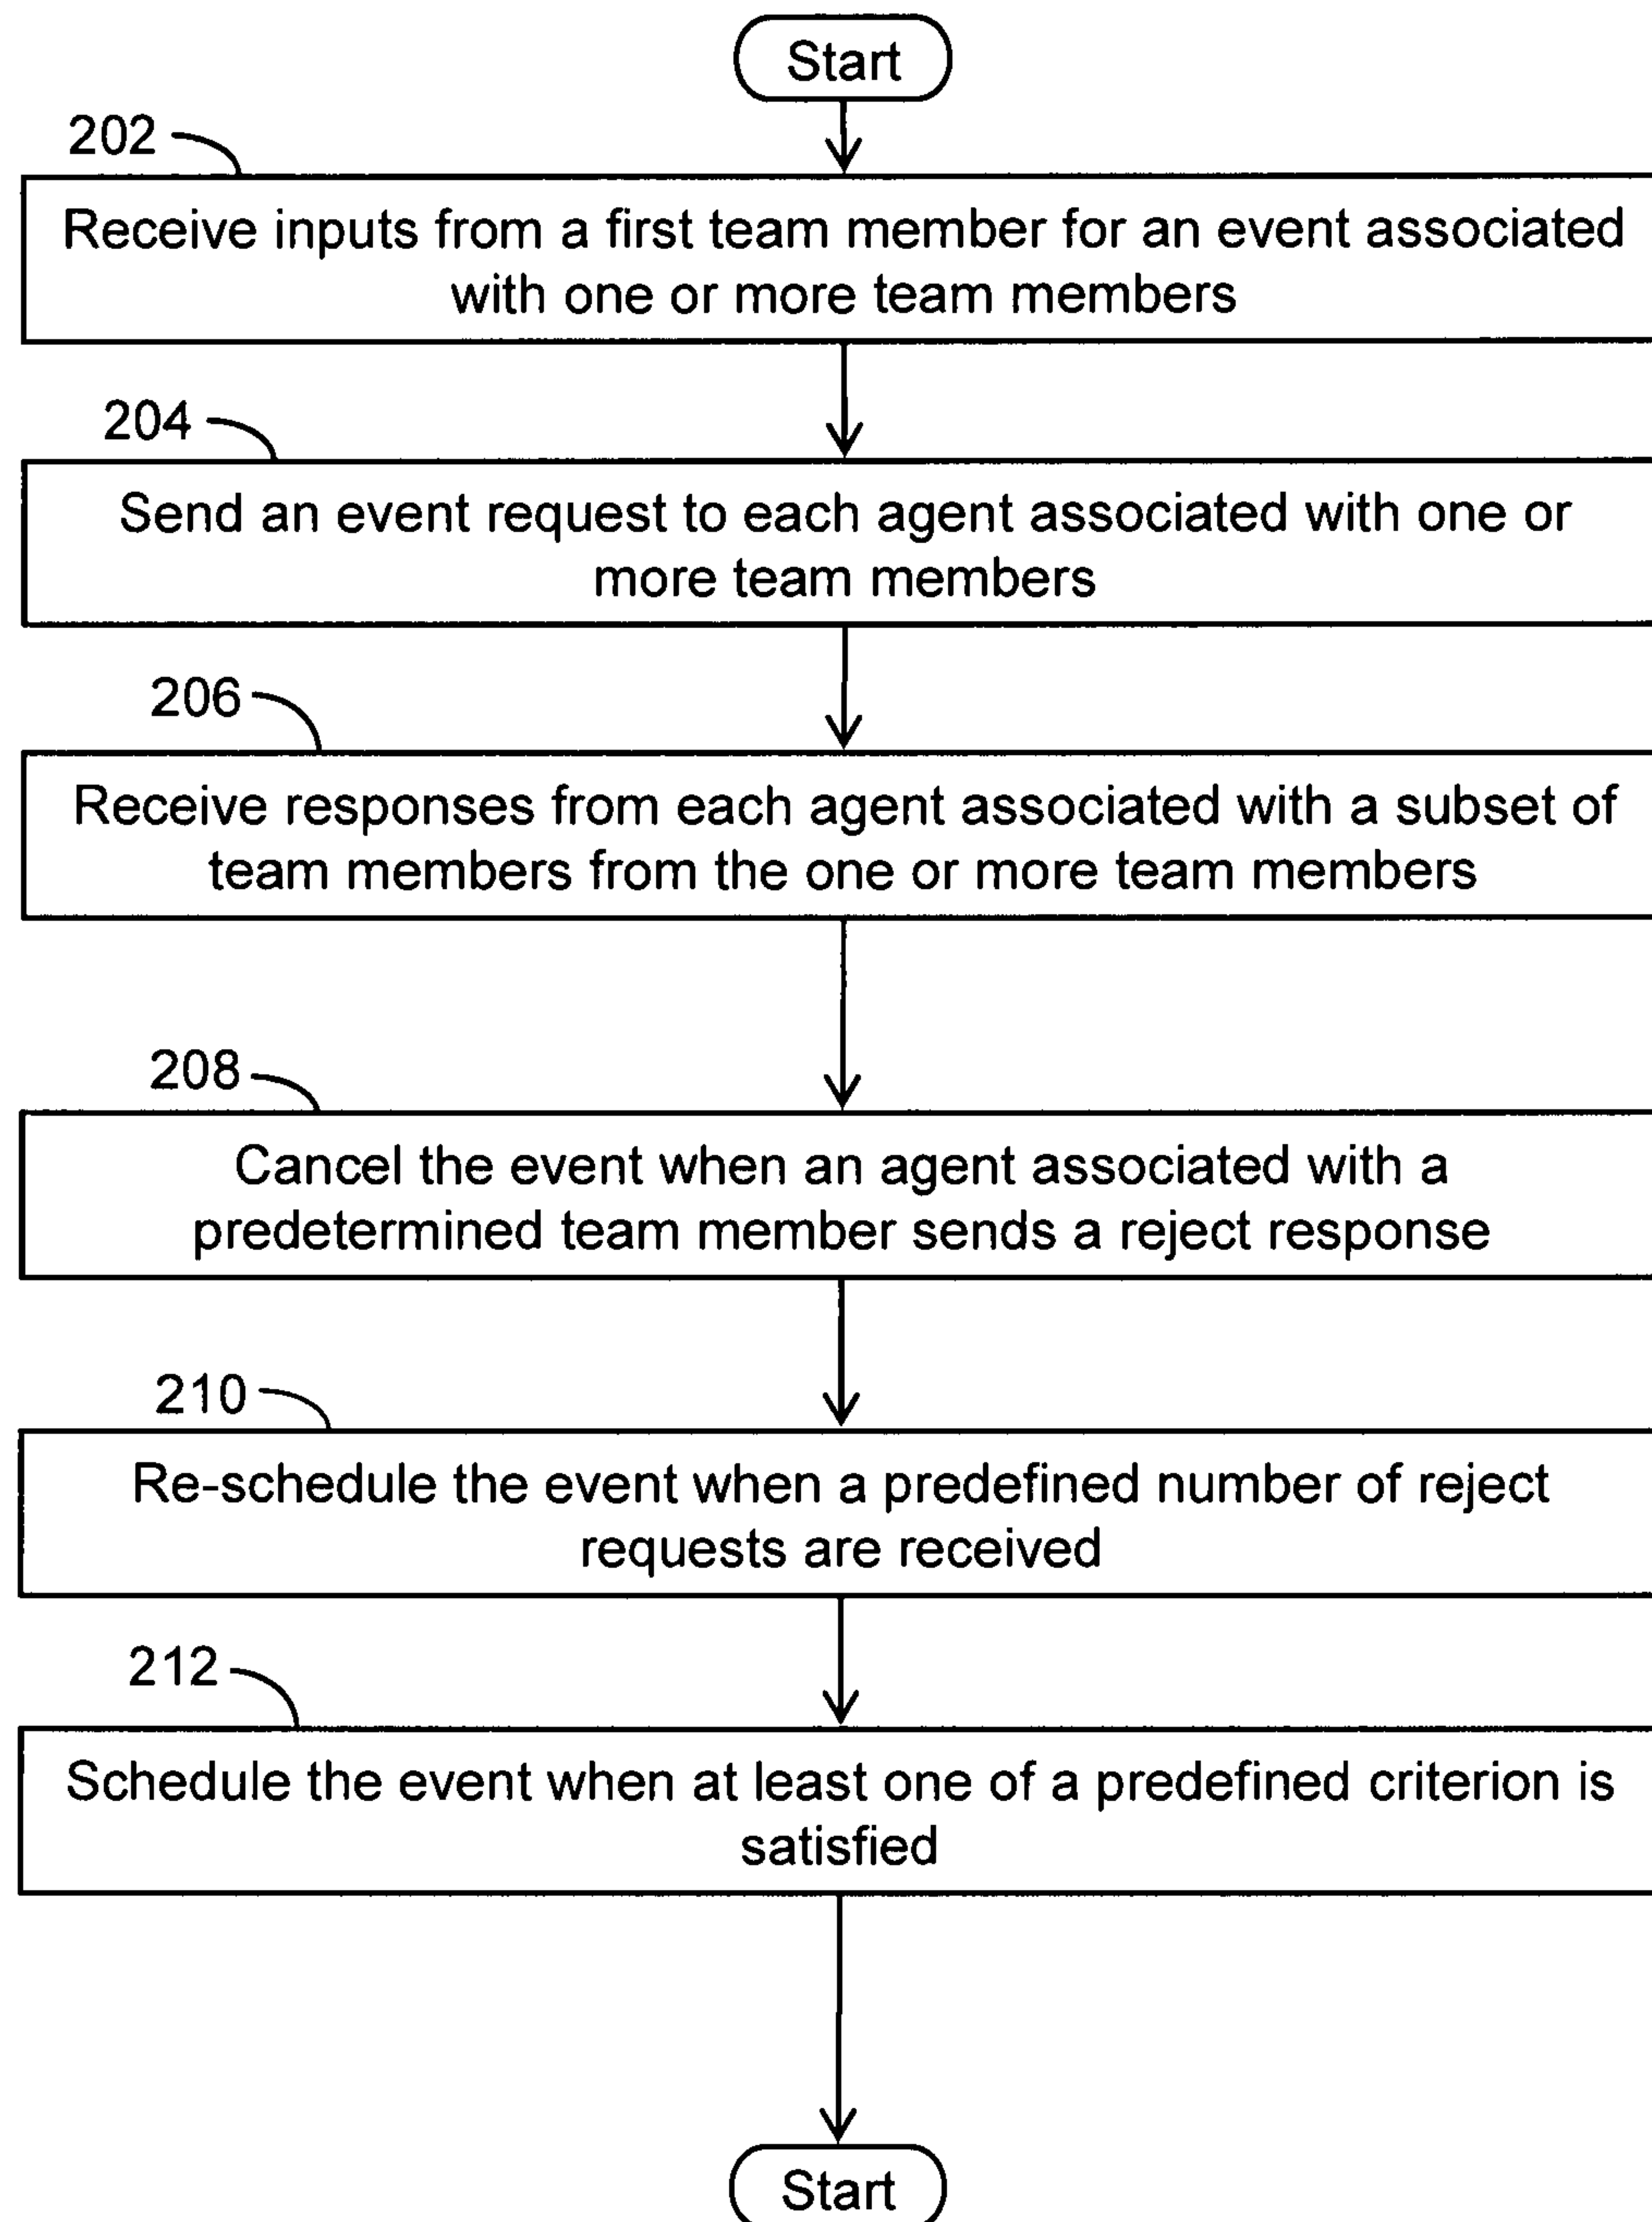 Start
202
Receive inputs from a first team member for an event associated
with one or more team members
204
Send an event request to each agent associated with one or
more team members
206
Receive responses from each agent associated with a subset of
team members from the one or more team members
208
Cancel the event when an agent associated with a
predetermined team member sends a reject response
210
Re-schedule the event when a predefined number of reject
requests are received
212
Schedule the event when at least one of a predefined criterion is
satisfied
Start